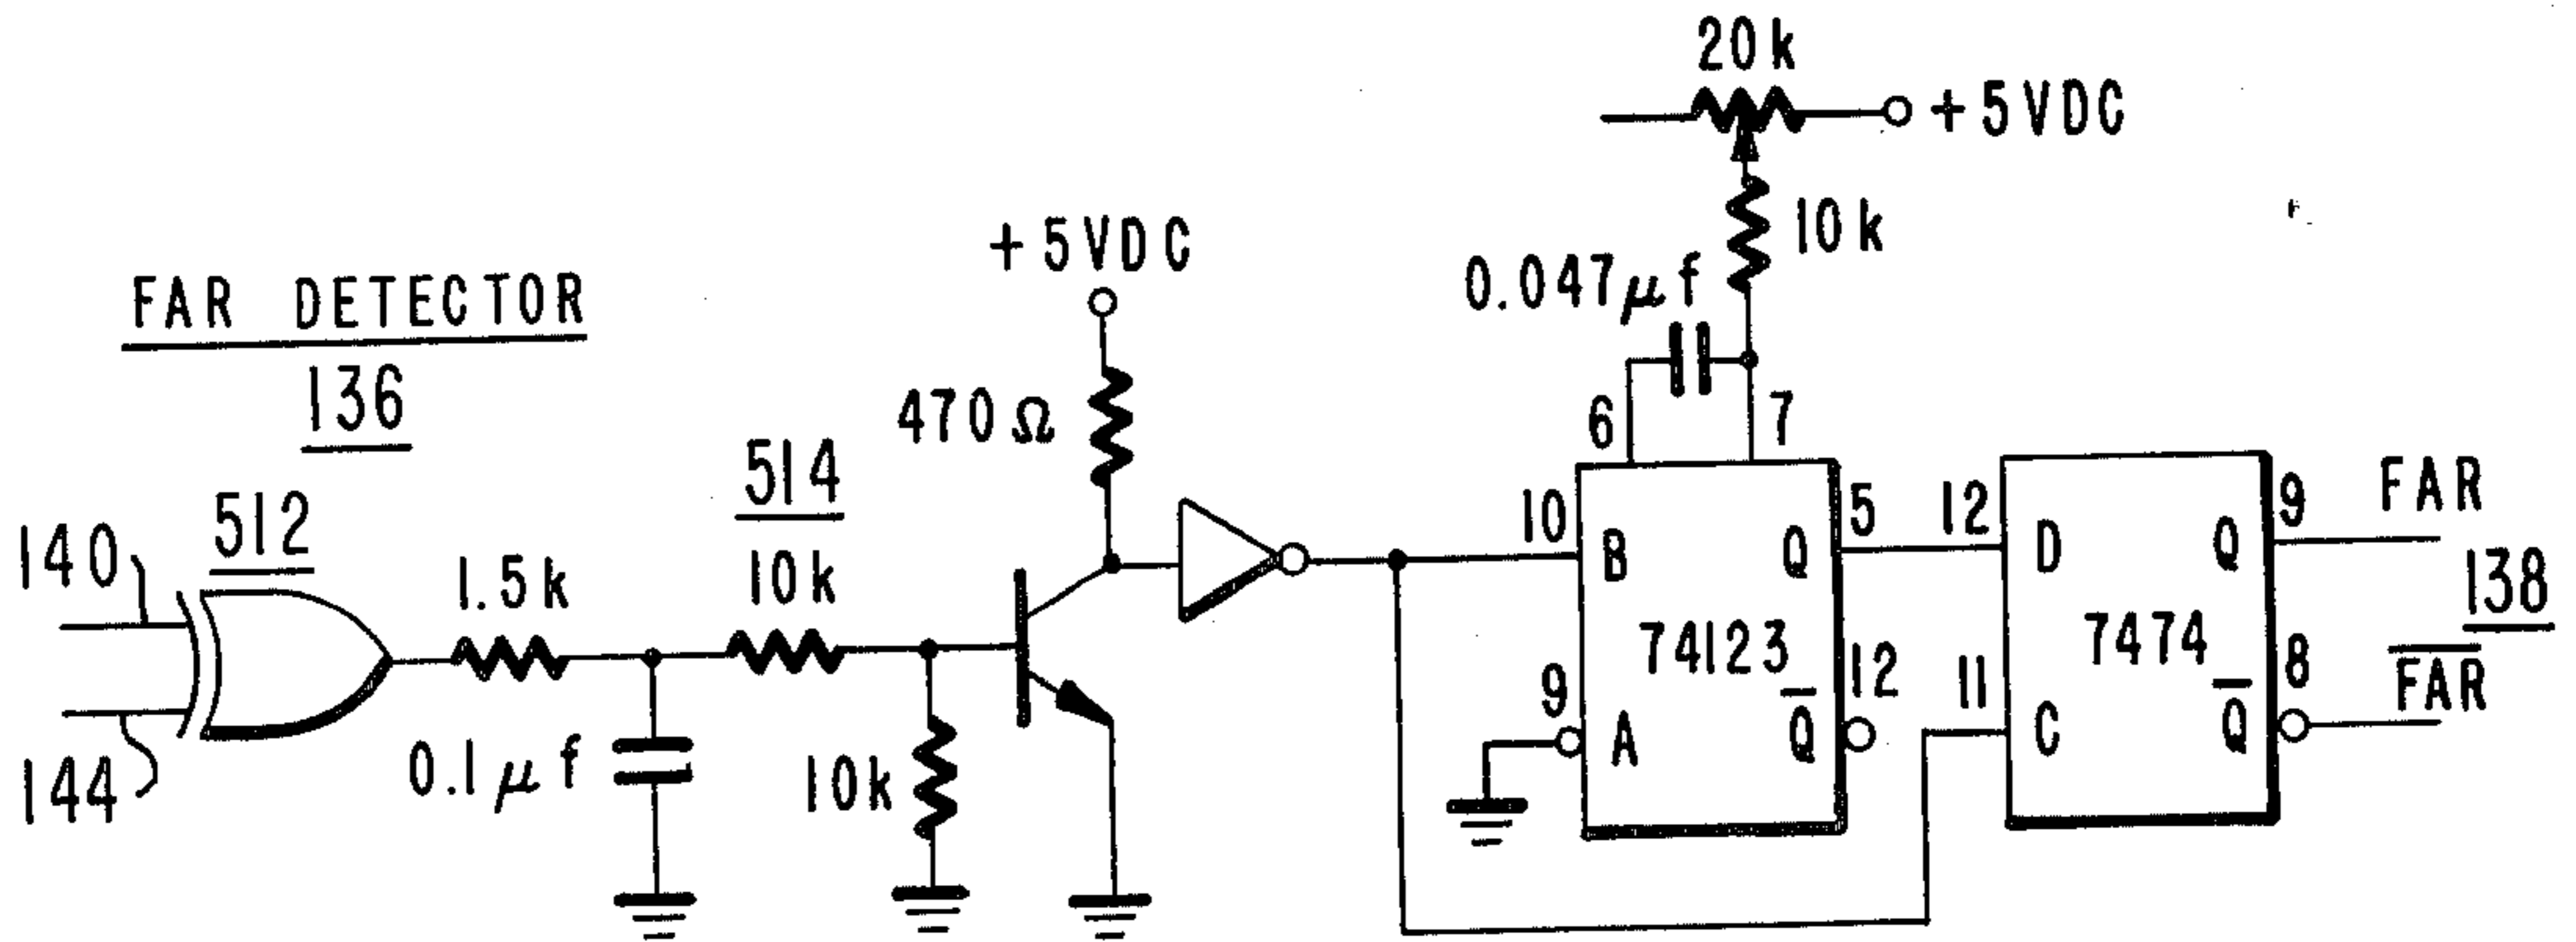 20k
+5VDC
10k
+5VDC
0.047µf
FAR DETECTOR
136
470Ω
6
7
514
512
140
1.5k
10k
10
B
Q
5
12
D
Q
9
FAR
138
74123
7474
9
A
Q̅
12
11
C
Q̅
8
F̅A̅R̅
144
0.1µf
10k